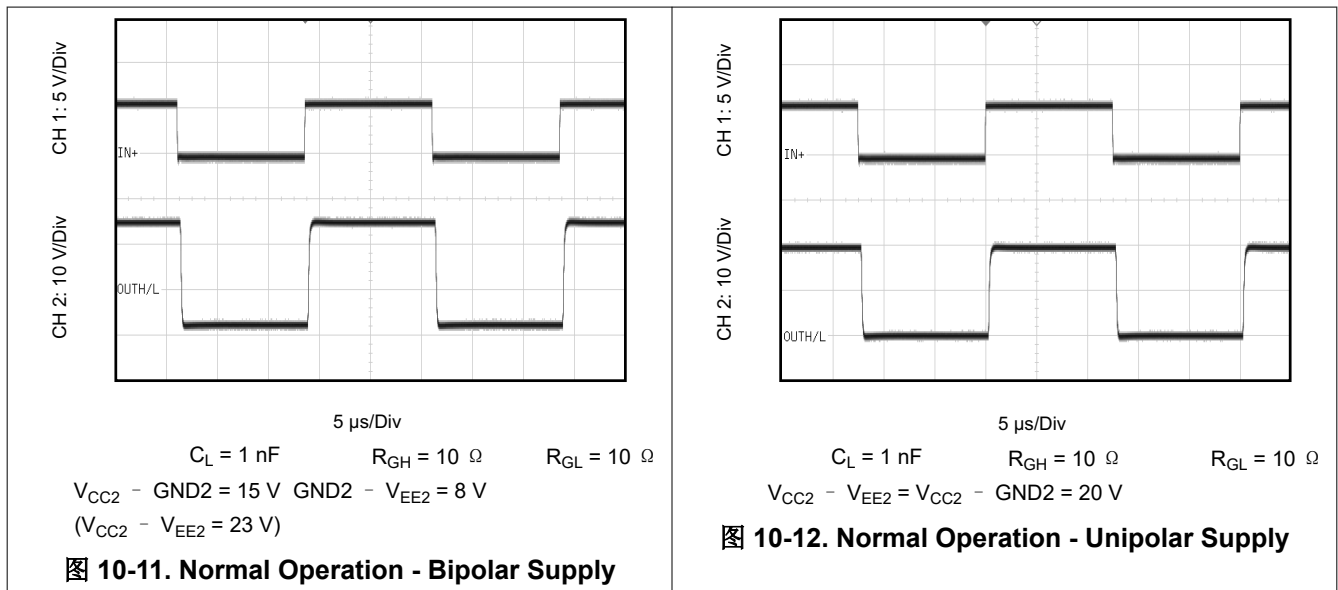 CH 1: 5 V/Div
IN+
CH 2: 10 V/Div
OUTH/L
5 µs/Div
C_L = 1 nF R_GH = 10 Ω R_GL = 10 Ω
V_CC2 - GND2 = 15 V GND2 - V_EE2 = 8 V
(V_CC2 - V_EE2 = 23 V)
图 10-11. Normal Operation - Bipolar Supply
CH 1: 5 V/Div
IN+
CH 2: 10 V/Div
OUTH/L
5 µs/Div
C_L = 1 nF R_GH = 10 Ω R_GL = 10 Ω
V_CC2 - V_EE2 = V_CC2 - GND2 = 20 V
图 10-12. Normal Operation - Unipolar Supply